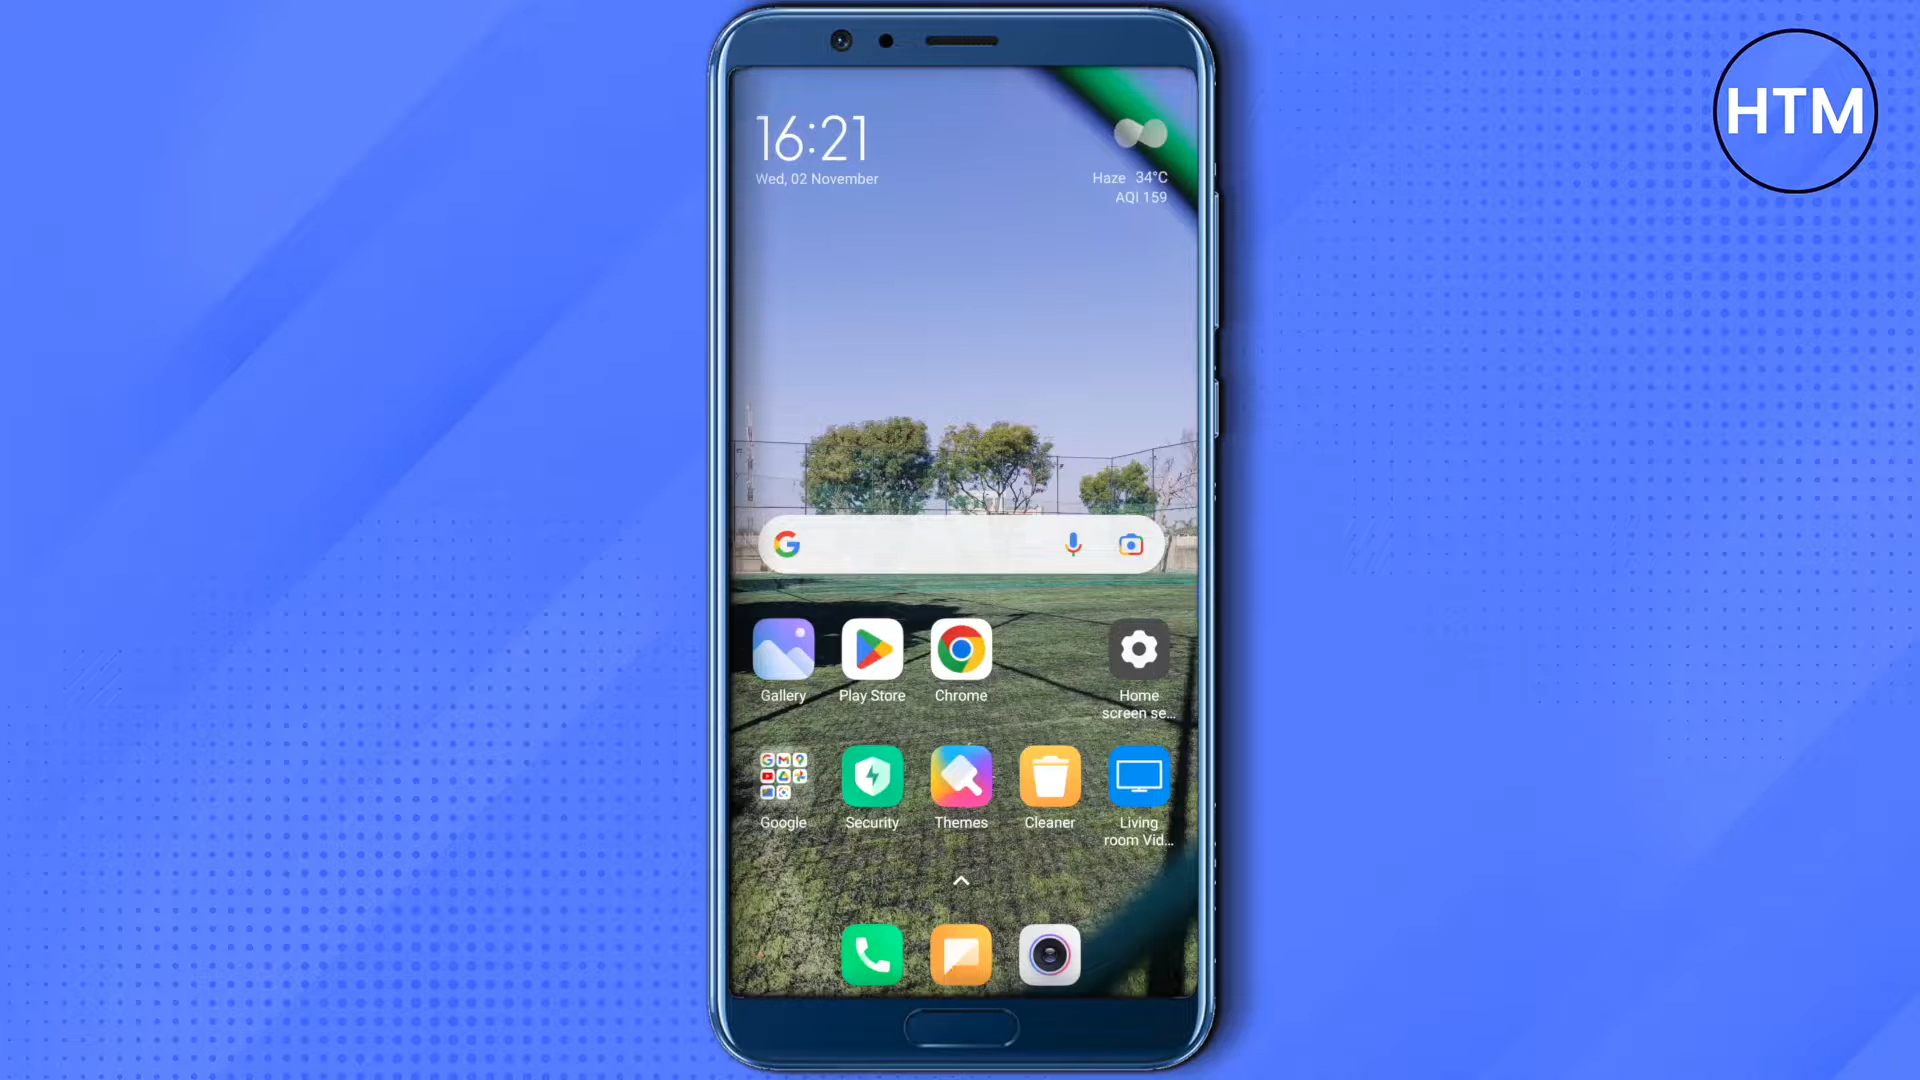 HTM
16:21
Wed, 02 November
Haze 34°C
AQI 159
Gallery
Play Store
Chrome
Home
screen se...
Google
Security
Themes
Cleaner
Living
room Vid...